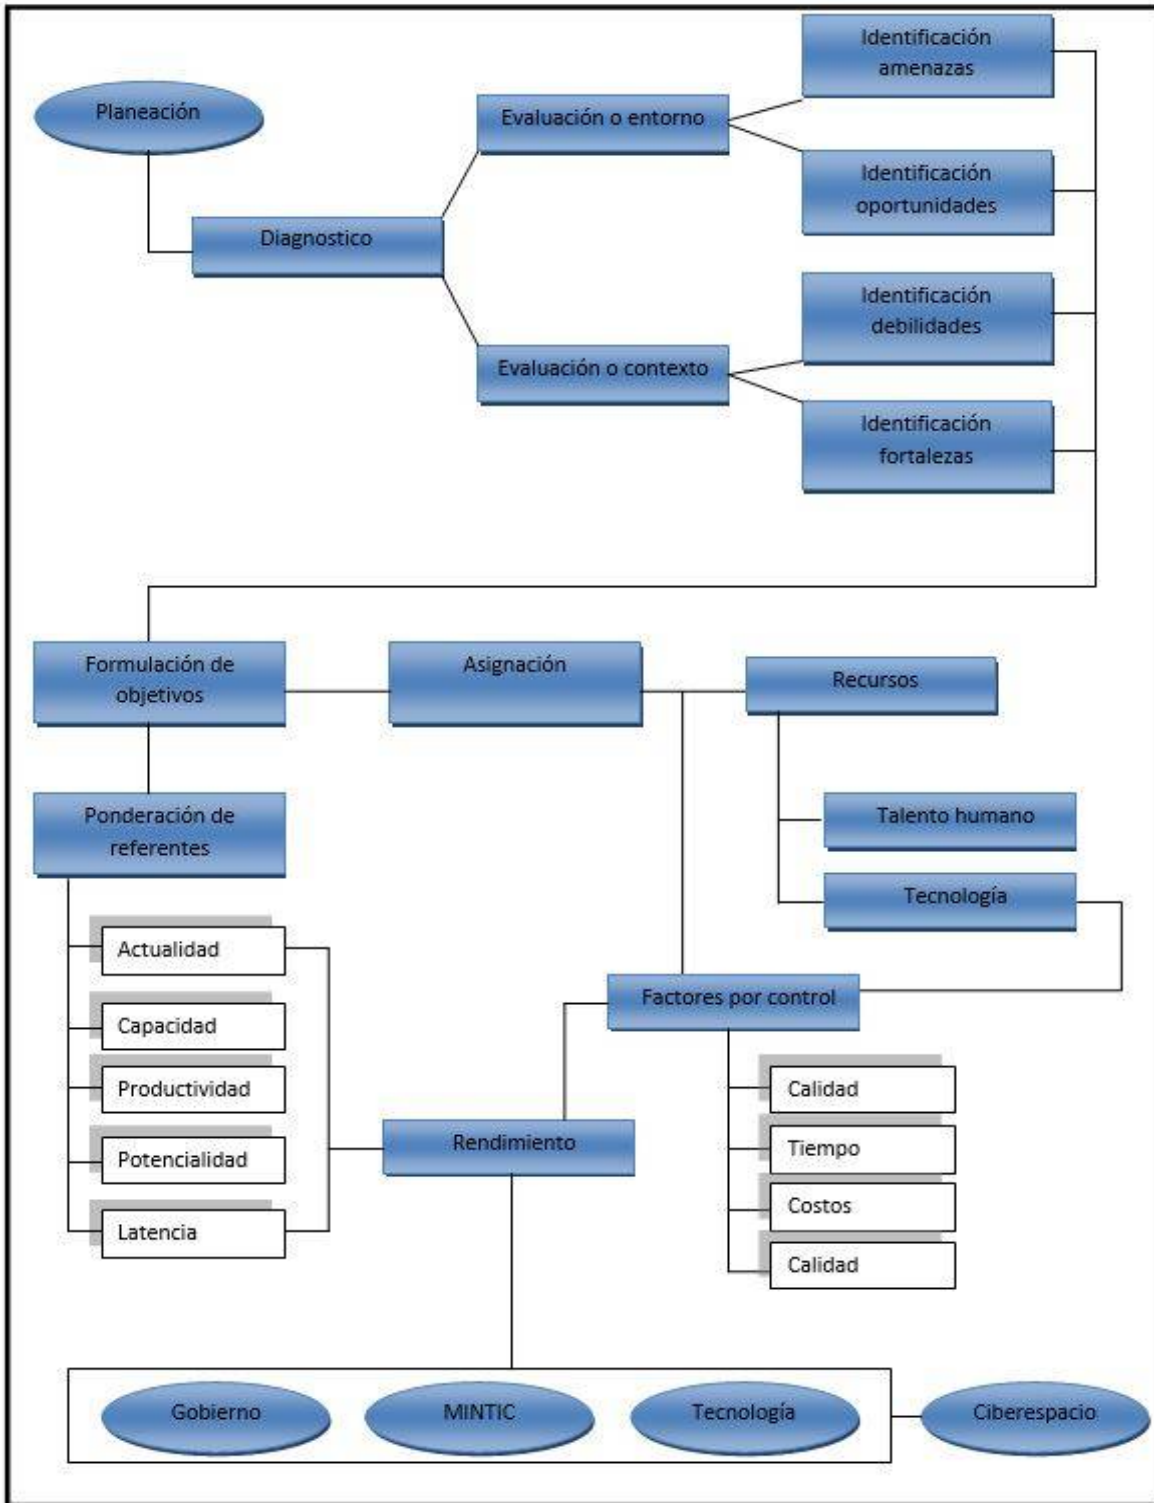 Identificación
amenazas
Planeación
Evaluación o entorno
Identificación
oportunidades
Diagnostico
Identificación
debilidades
Evaluación o contexto
Identificación
fortalezas
Formulación de
objetivos
Asignación
Recursos
Ponderación de
referentes
Talento humano
Tecnología
Actualidad
Capacidad
Productividad
Potencialidad
Latencia
Factores por control
Calidad
Tiempo
Costos
Calidad
Rendimiento
Gobierno
MINTIC
Tecnología
Ciberespacio